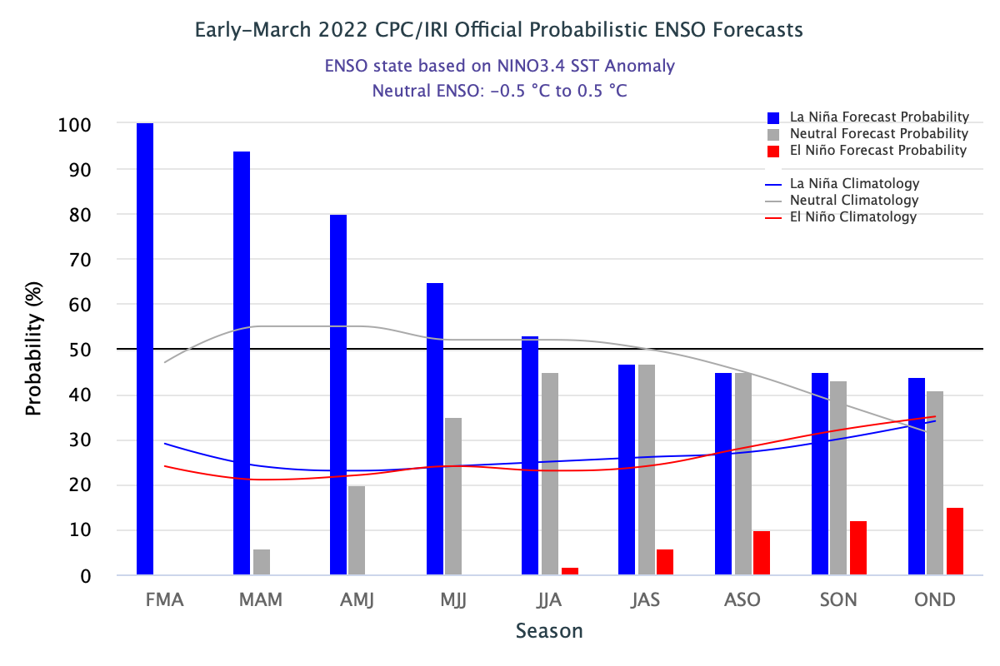 Early−March 2022 CPC/IRI Official Probabilistic ENSO Forecasts
ENSO state based on NINO3.4 SST Anomaly
Neutral ENSO: −0.5 °C to 0.5 °C
La Niña Forecast Probability
Neutral Forecast Probability
El Niño Forecast Probability
La Niña Climatology
Neutral Climatology
El Niño Climatology
Probability (%)
100
90
80
70
60
50
40
30
20
10
0
FMA MAM AMJ MJJ JJA JAS ASO SON OND
Season